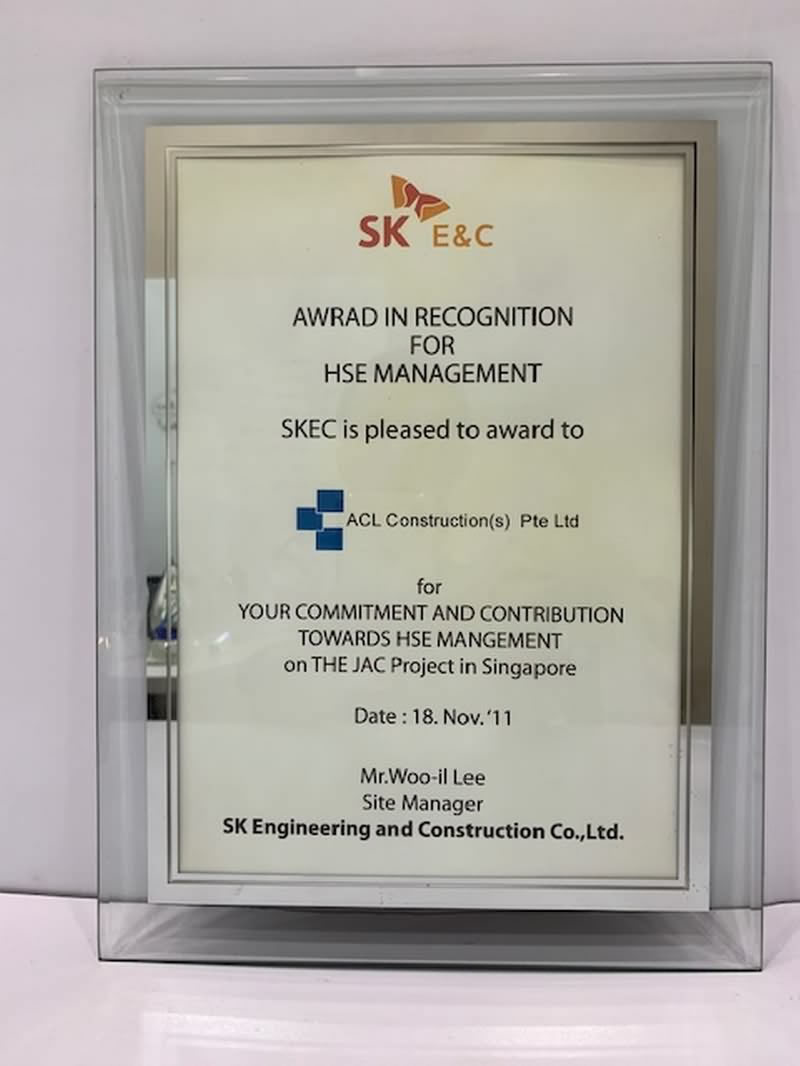 SK E&C
AWRAD IN RECOGNITION
FOR
HSE MANAGEMENT
SKEC is pleased to award to
ACL Construction(s) Pte Ltd
for
YOUR COMMITMENT AND CONTRIBUTION
TOWARDS HSE MANGEMENT
on THE JAC Project in Singapore
Date : 18. Nov. ‘11
Mr.Woo-il Lee
Site Manager
SK Engineering and Construction Co.,Ltd.